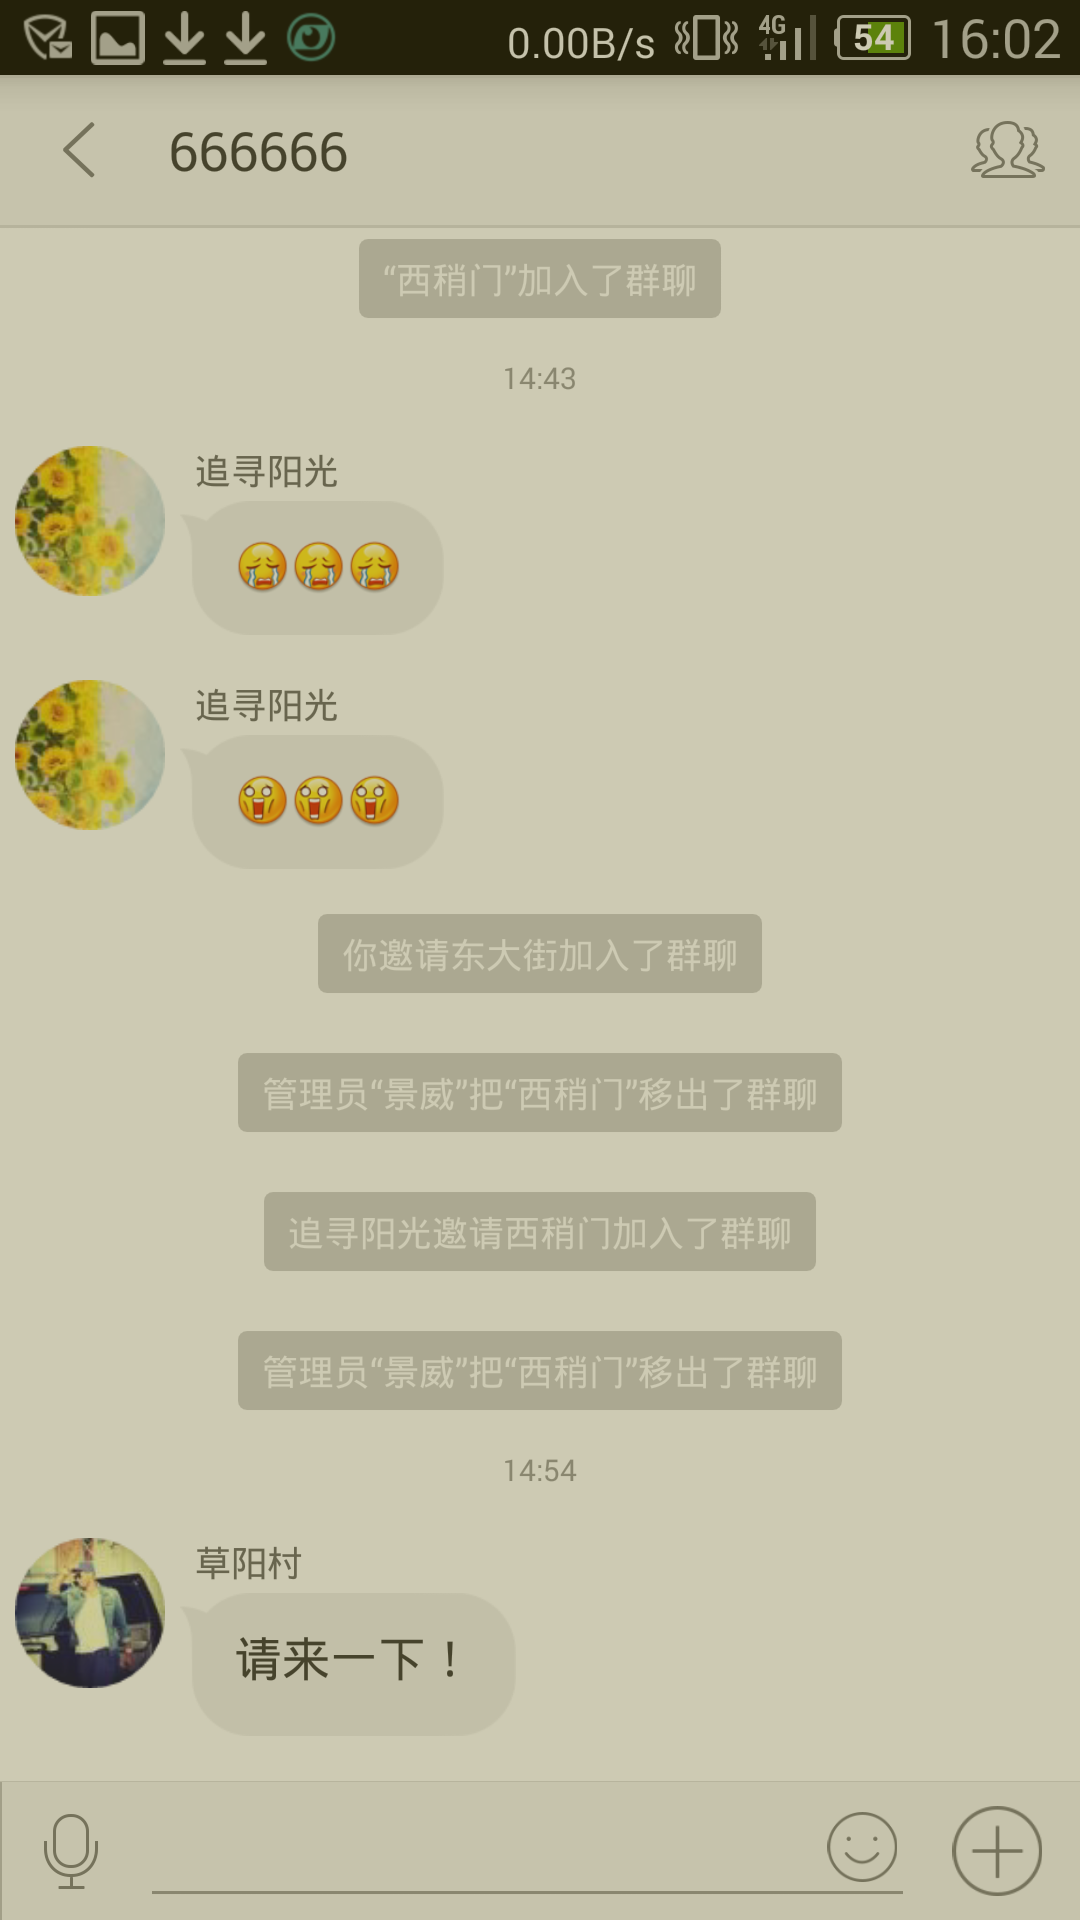 0.00B/s 4G 54 16:02
666666
“西稍门”加入了群聊
14:43
追寻阳光
追寻阳光
你邀请东大街加入了群聊
管理员“景威”把“西稍门”移出了群聊
追寻阳光邀请西稍门加入了群聊
管理员“景威”把“西稍门”移出了群聊
14:54
草阳村
请来一下！